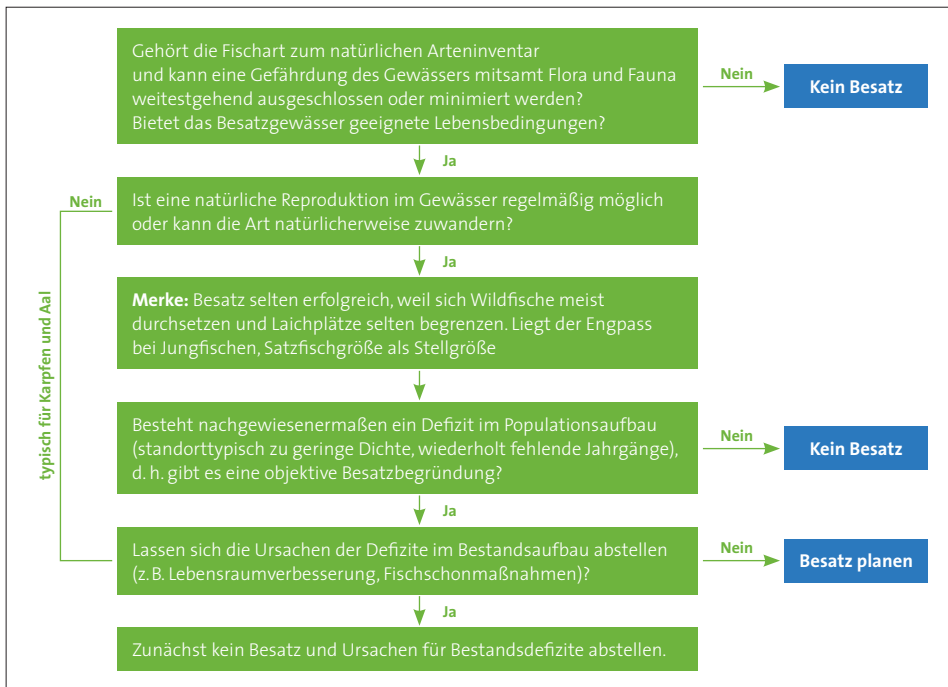 Gehört die Fischart zum natürlichen Arteninventar
und kann eine Gefährdung des Gewässers mitsamt Flora und Fauna
weitestgehend ausgeschlossen oder minimiert werden?
Bietet das Besatzgewässer geeignete Lebensbedingungen?
Nein
Kein Besatz
Ja
Nein
Ist eine natürliche Reproduktion im Gewässer regelmäßig möglich
oder kann die Art natürlicherweise zuwandern?
Ja
typisch für Karpfen und Aal
Merke: Besatz selten erfolgreich, weil sich Wildfische meist
durchsetzen und Laichplätze selten begrenzen. Liegt der Engpass
bei Jungfischen, Satzfischgröße als Stellgröße
Besteht nachgewiesenermaßen ein Defizit im Populationsaufbau
(standorttypisch zu geringe Dichte, wiederholt fehlende Jahrgänge),
d. h. gibt es eine objektive Besatzbegründung?
Nein
Kein Besatz
Ja
Lassen sich die Ursachen der Defizite im Bestandsaufbau abstellen
(z. B. Lebensraumverbesserung, Fischschonmaßnahmen)?
Nein
Besatz planen
Ja
Zunächst kein Besatz und Ursachen für Bestandsdefizite abstellen.